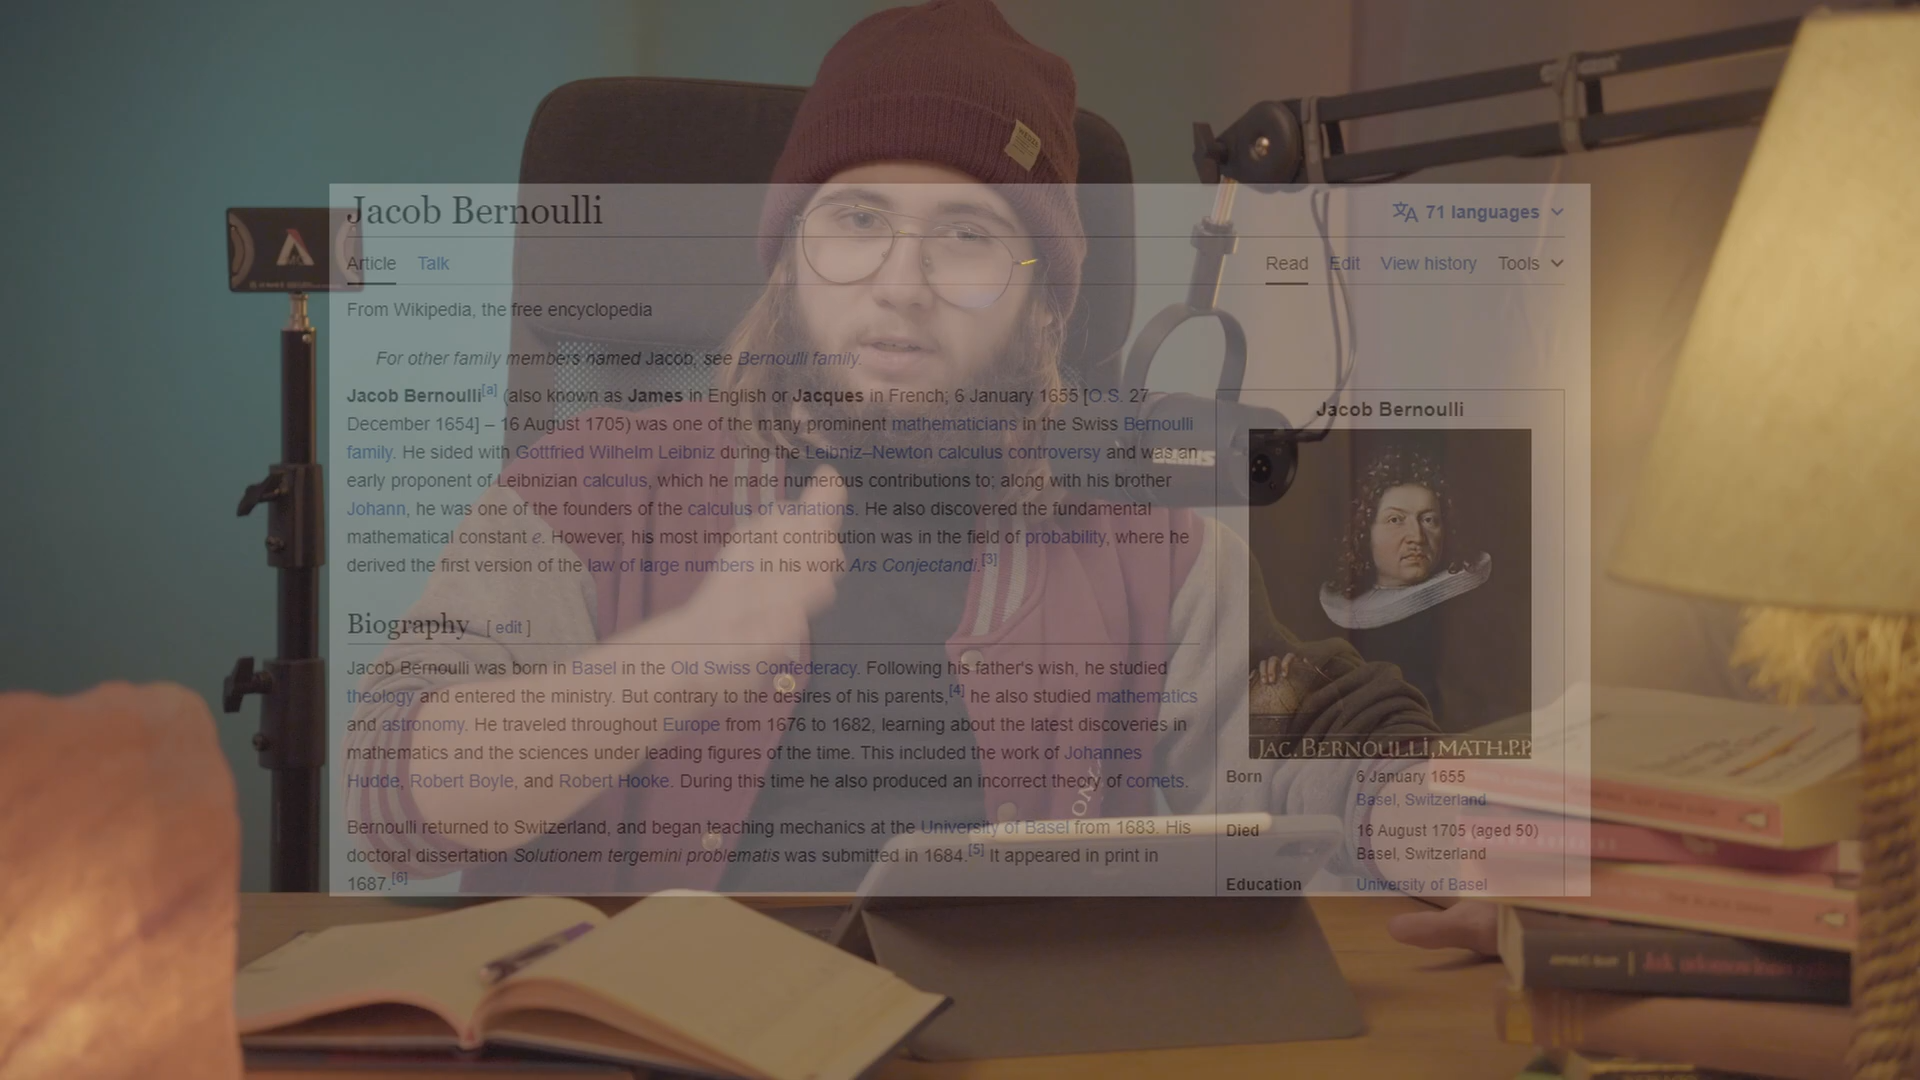 Jacob Bernoulli
71 languages
Article Talk
Read Edit View history Tools
From Wikipedia, the free encyclopedia
For other family members named Jacob, see Bernoulli family.
Jacob Bernoulli[a] (also known as James in English or Jacques in French; 6 January 1655 [O.S. 27
December 1654] – 16 August 1705) was one of the many prominent mathematicians in the Swiss Bernoulli
family. He sided with Gottfried Wilhelm Leibniz during the Leibniz–Newton calculus controversy and was an
early proponent of Leibnizian calculus, which he made numerous contributions to; along with his brother
Johann, he was one of the founders of the calculus of variations. He also discovered the fundamental
mathematical constant e. However, his most important contribution was in the field of probability, where he
derived the first version of the law of large numbers in his work Ars Conjectandi.[3]
Biography [ edit ]
Jacob Bernoulli was born in Basel in the Old Swiss Confederacy. Following his father's wish, he studied
theology and entered the ministry. But contrary to the desires of his parents,[4] he also studied mathematics
and astronomy. He traveled throughout Europe from 1676 to 1682, learning about the latest discoveries in
mathematics and the sciences under leading figures of the time. This included the work of Johannes
Hudde, Robert Boyle, and Robert Hooke. During this time he also produced an incorrect theory of comets.
Bernoulli returned to Switzerland, and began teaching mechanics at the University of Basel from 1683. His
doctoral dissertation Solutionem tergemini problematis was submitted in 1684.[5] It appeared in print in
1687.[6]
Jacob Bernoulli
JAC. BERNOULLI, MATH.P.P.
Born 6 January 1655
Basel, Switzerland
Died 16 August 1705 (aged 50)
Basel, Switzerland
Education University of Basel